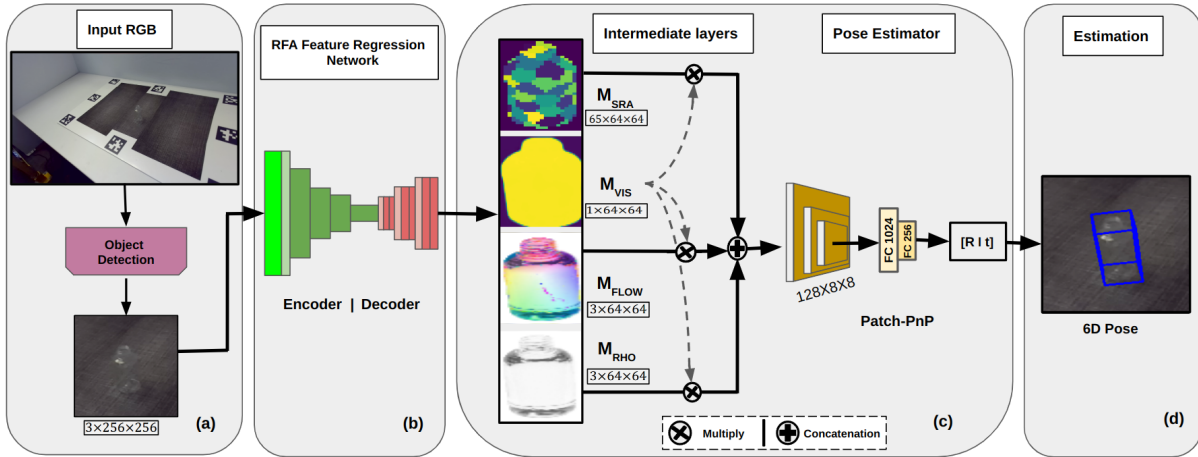 Input RGB
Object
Detection
3×256×256
(a)
RFA Feature Regression
Network
Encoder | Decoder
(b)
Intermediate layers
Pose Estimator
M_SRA
65×64×64
M_VIS
1×64×64
M_FLOW
3×64×64
M_RHO
3×64×64
128X8X8
FC 1024
FC 256
[R I t]
Patch-PnP
Multiply
Concatenation
(c)
Estimation
6D Pose
(d)